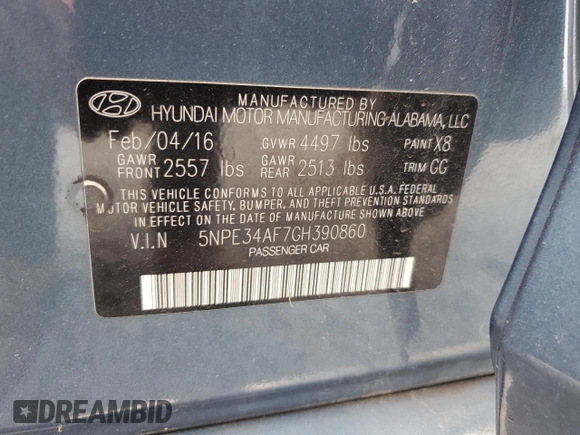 MANUFACTURED BY
HYUNDAI MOTOR MANUFACTURING ALABAMA, LLC
Feb/04/16 GVWR 4497 lbs PAINT X8
GAWR FRONT 2557 lbs GAWR REAR 2513 lbs TRIM GG
THIS VEHICLE CONFORMS TO ALL APPLICABLE U.S.A. FEDERAL
MOTOR VEHICLE SAFETY, BUMPER, AND THEFT PREVENTION STANDARDS
IN EFFECT ON THE DATE OF MANUFACTURE SHOWN ABOVE.
V.I.N 5NPE34AF7GH390860
PASSENGER CAR
DREAMBID